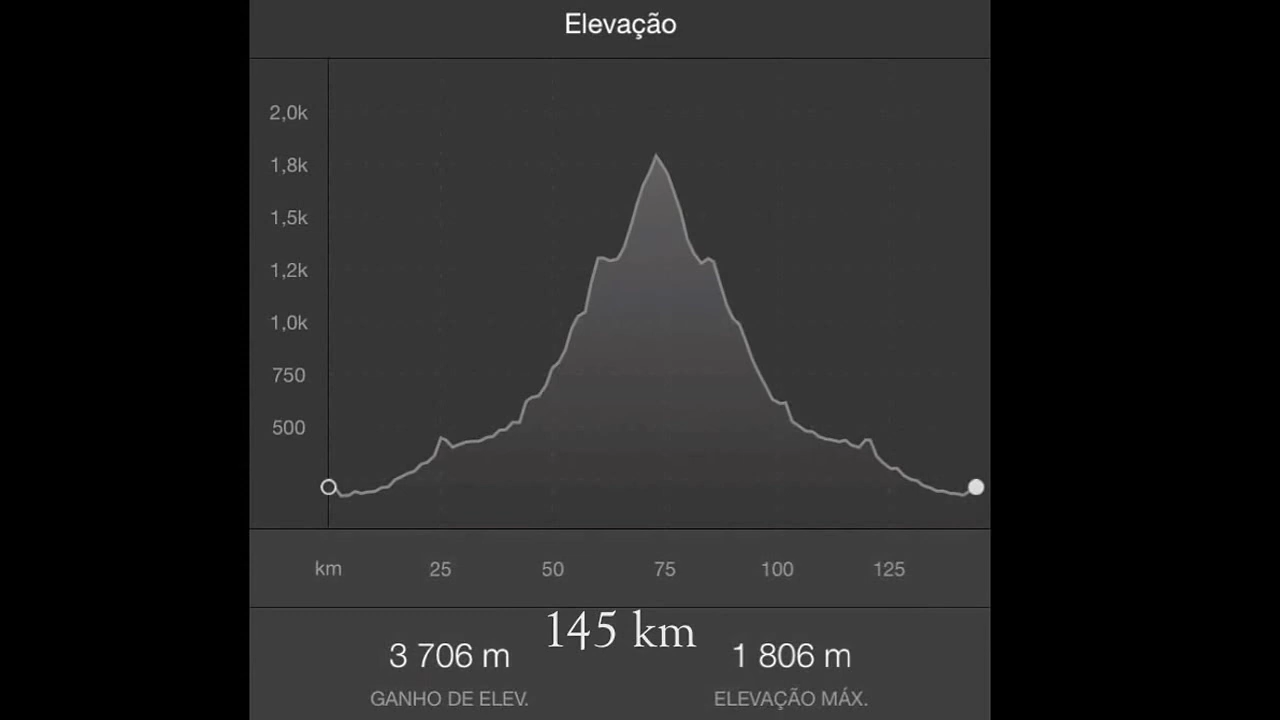 Elevação
2,0k
1,8k
1,5k
1,2k
1,0k
750
500
km 25 50 75 100 125
145 km
3 706 m 1 806 m
GANHO DE ELEV. ELEVAÇÃO MÁX.